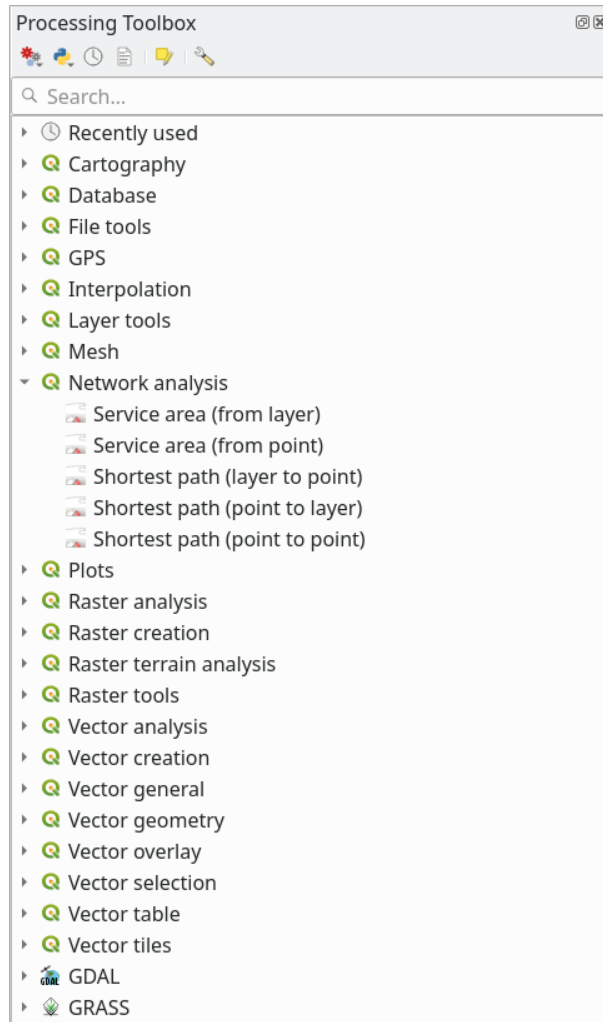 Processing Toolbox
Search...
Recently used
Cartography
Database
File tools
GPS
Interpolation
Layer tools
Mesh
Network analysis
Service area (from layer)
Service area (from point)
Shortest path (layer to point)
Shortest path (point to layer)
Shortest path (point to point)
Plots
Raster analysis
Raster creation
Raster terrain analysis
Raster tools
Vector analysis
Vector creation
Vector general
Vector geometry
Vector overlay
Vector selection
Vector table
Vector tiles
GDAL GDAL
GRASS